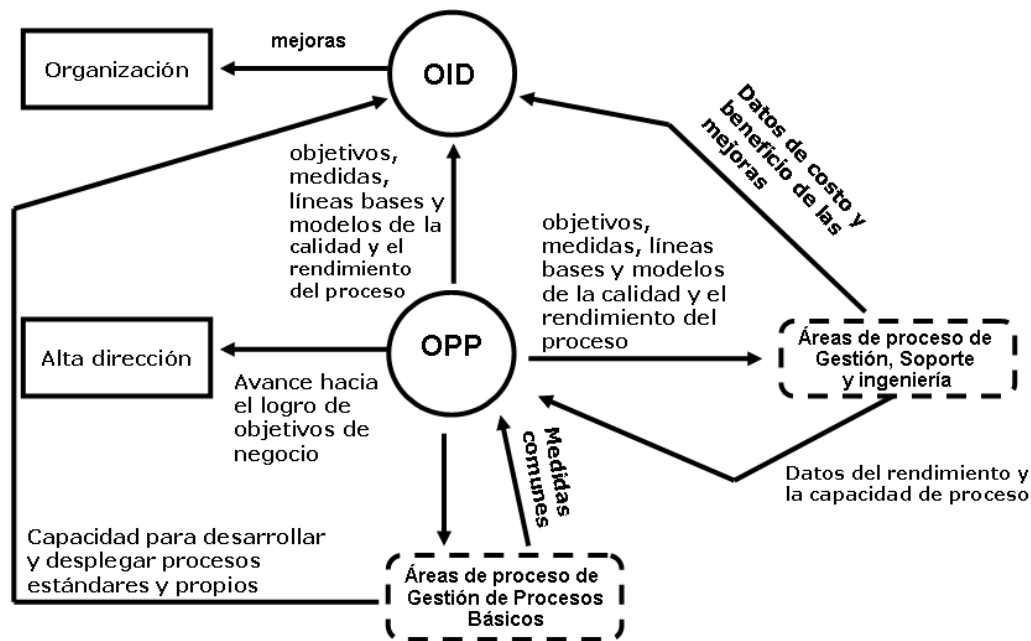 mejoras
Organización
OID
Datos de costo y
beneficio de las
mejoras
objetivos,
medidas,
líneas bases y
modelos de la
calidad y el
rendimiento
del proceso
objetivos,
medidas, líneas
bases y modelos
de la calidad y el
rendimiento del
proceso
Alta dirección
OPP
Áreas de proceso de
Gestión, Soporte
y ingeniería
Avance hacia
el logro de
objetivos de
negocio
Medidas
comunes
Datos del rendimiento y
la capacidad de proceso
Capacidad para desarrollar
y desplegar procesos
estándares y propios
Áreas de proceso de
Gestión de Procesos
Básicos